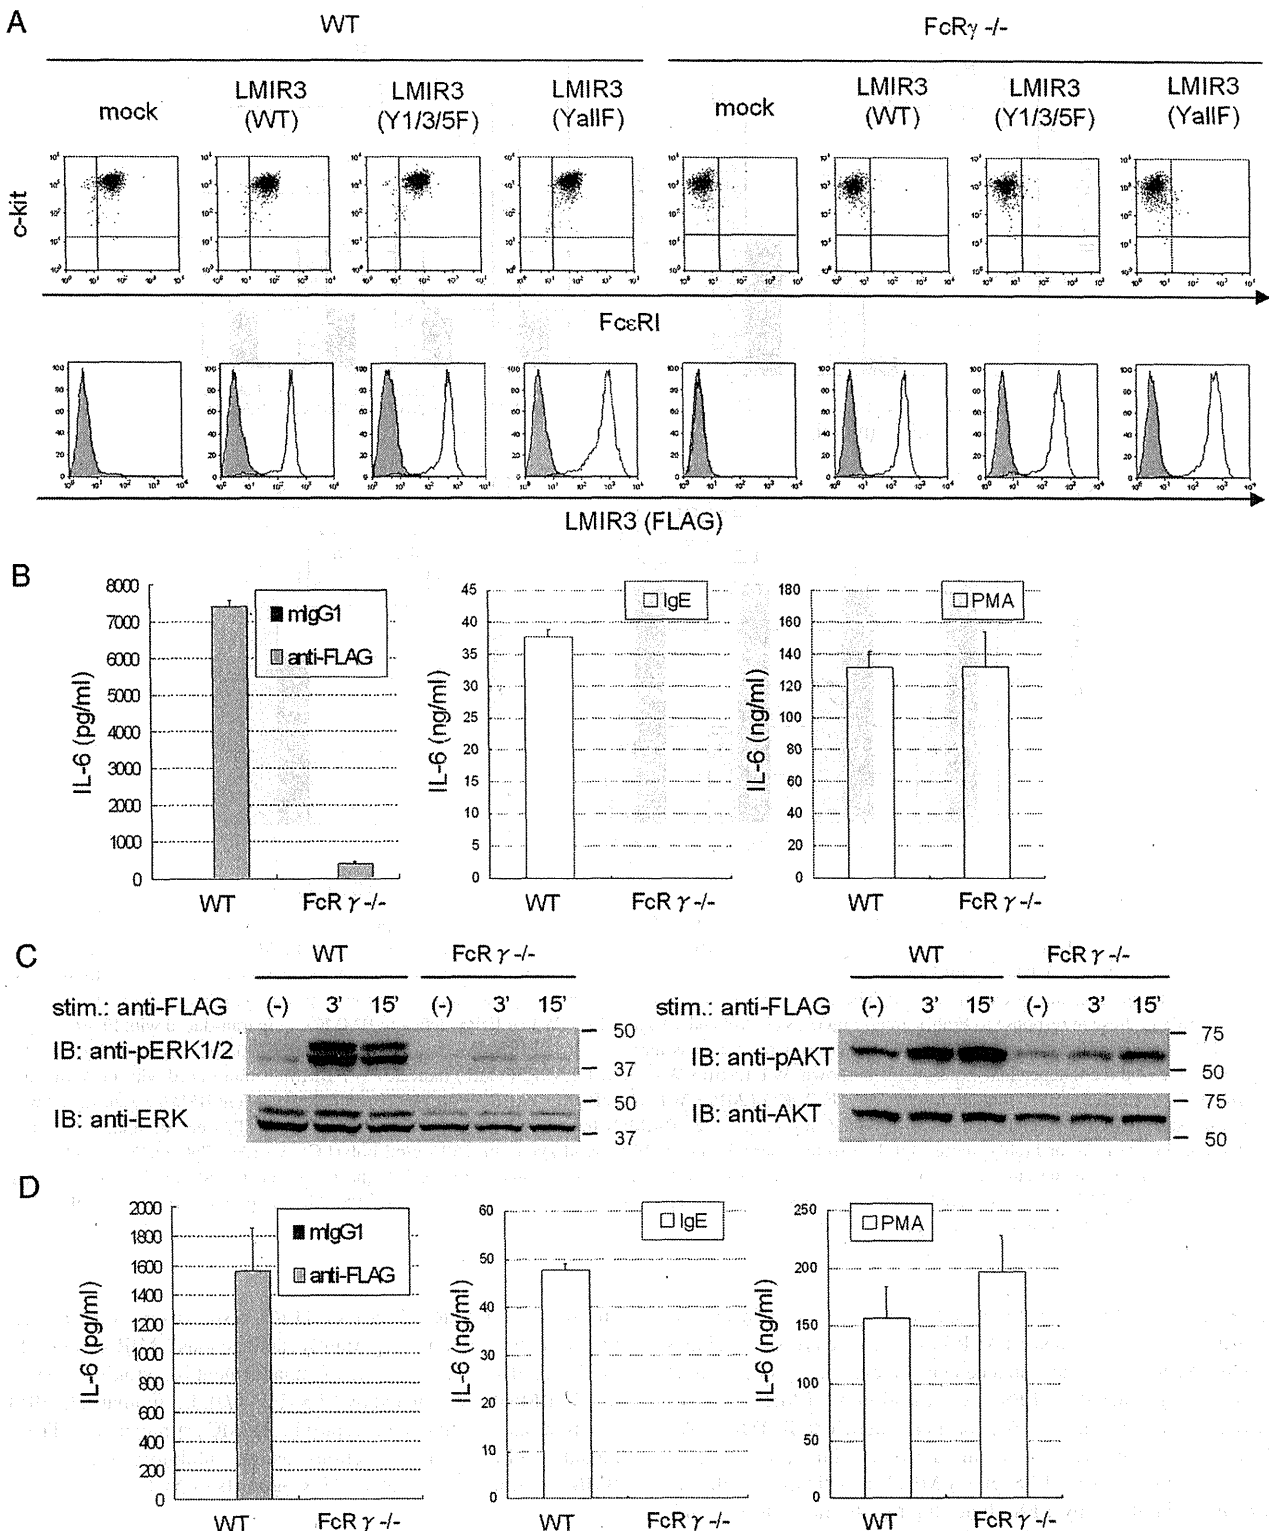 A
WT
FcRγ -/-
mock
LMIR3 (WT)
LMIR3 (Y1/3/5F)
LMIR3 (YallF)
mock
LMIR3 (WT)
LMIR3 (Y1/3/5F)
LMIR3 (YallF)
c-kit
FcεRI
LMIR3 (FLAG)
B
8000
7000
6000
5000
4000
3000
2000
1000
0
IL-6 (pg/ml)
mIgG1
anti-FLAG
WT
FcRγ-/-
45
40
35
30
25
20
15
10
5
0
IL-6 (ng/ml)
IgE
WT
FcRγ-/-
180
160
140
120
100
80
60
40
20
0
IL-6 (ng/ml)
PMA
WT
FcRγ-/-
C
WT
FcRγ-/-
stim.: anti-FLAG (-) 3' 15' (-) 3' 15'
IB: anti-pERK1/2
50
37
IB: anti-ERK
50
37
WT
FcRγ-/-
stim.: anti-FLAG (-) 3' 15' (-) 3' 15'
IB: anti-pAKT
75
50
IB: anti-AKT
75
50
D
2000
1800
1600
1400
1200
1000
800
600
400
200
0
IL-6 (pg/ml)
mIgG1
anti-FLAG
WT
FcRγ-/-
60
50
40
30
20
10
0
IL-6 (ng/ml)
IgE
WT
FcRγ-/-
250
200
150
100
50
0
IL-6 (ng/ml)
PMA
WT
FcRγ-/-